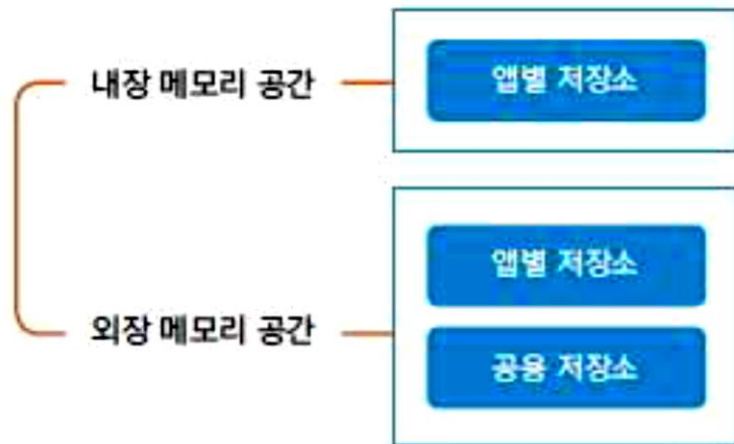 내장 메모리 공간
앱별 저장소
외장 메모리 공간
앱별 저장소
공용 저장소